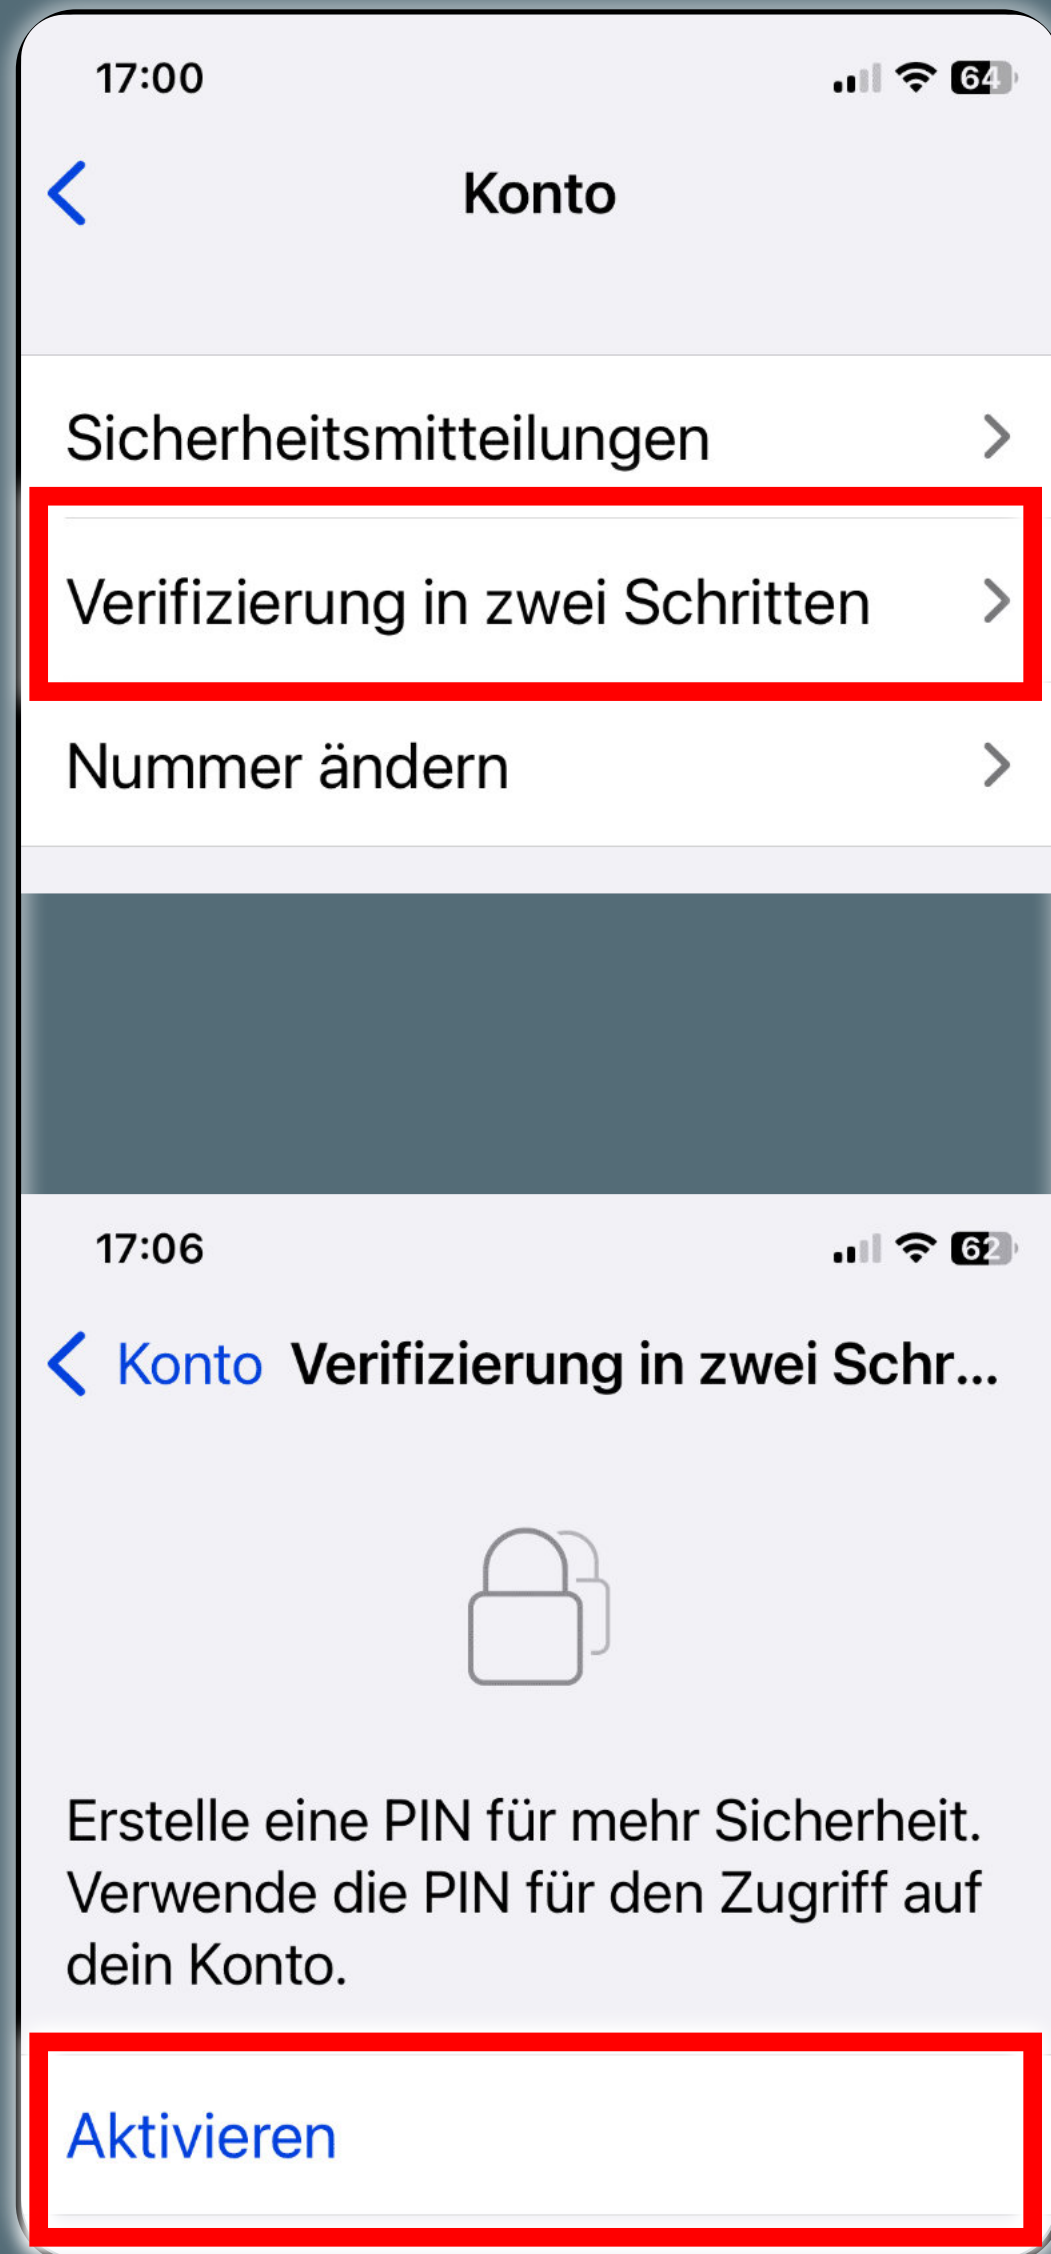 17:00 64
Konto
Sicherheitsmitteilungen
Verifizierung in zwei Schritten
Nummer ändern
17:06 62
Konto Verifizierung in zwei Schr...
Erstelle eine PIN für mehr Sicherheit.
Verwende die PIN für den Zugriff auf
dein Konto.
Aktivieren